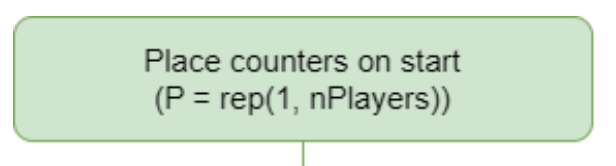 Place counters on start
(P = rep(1, nPlayers))